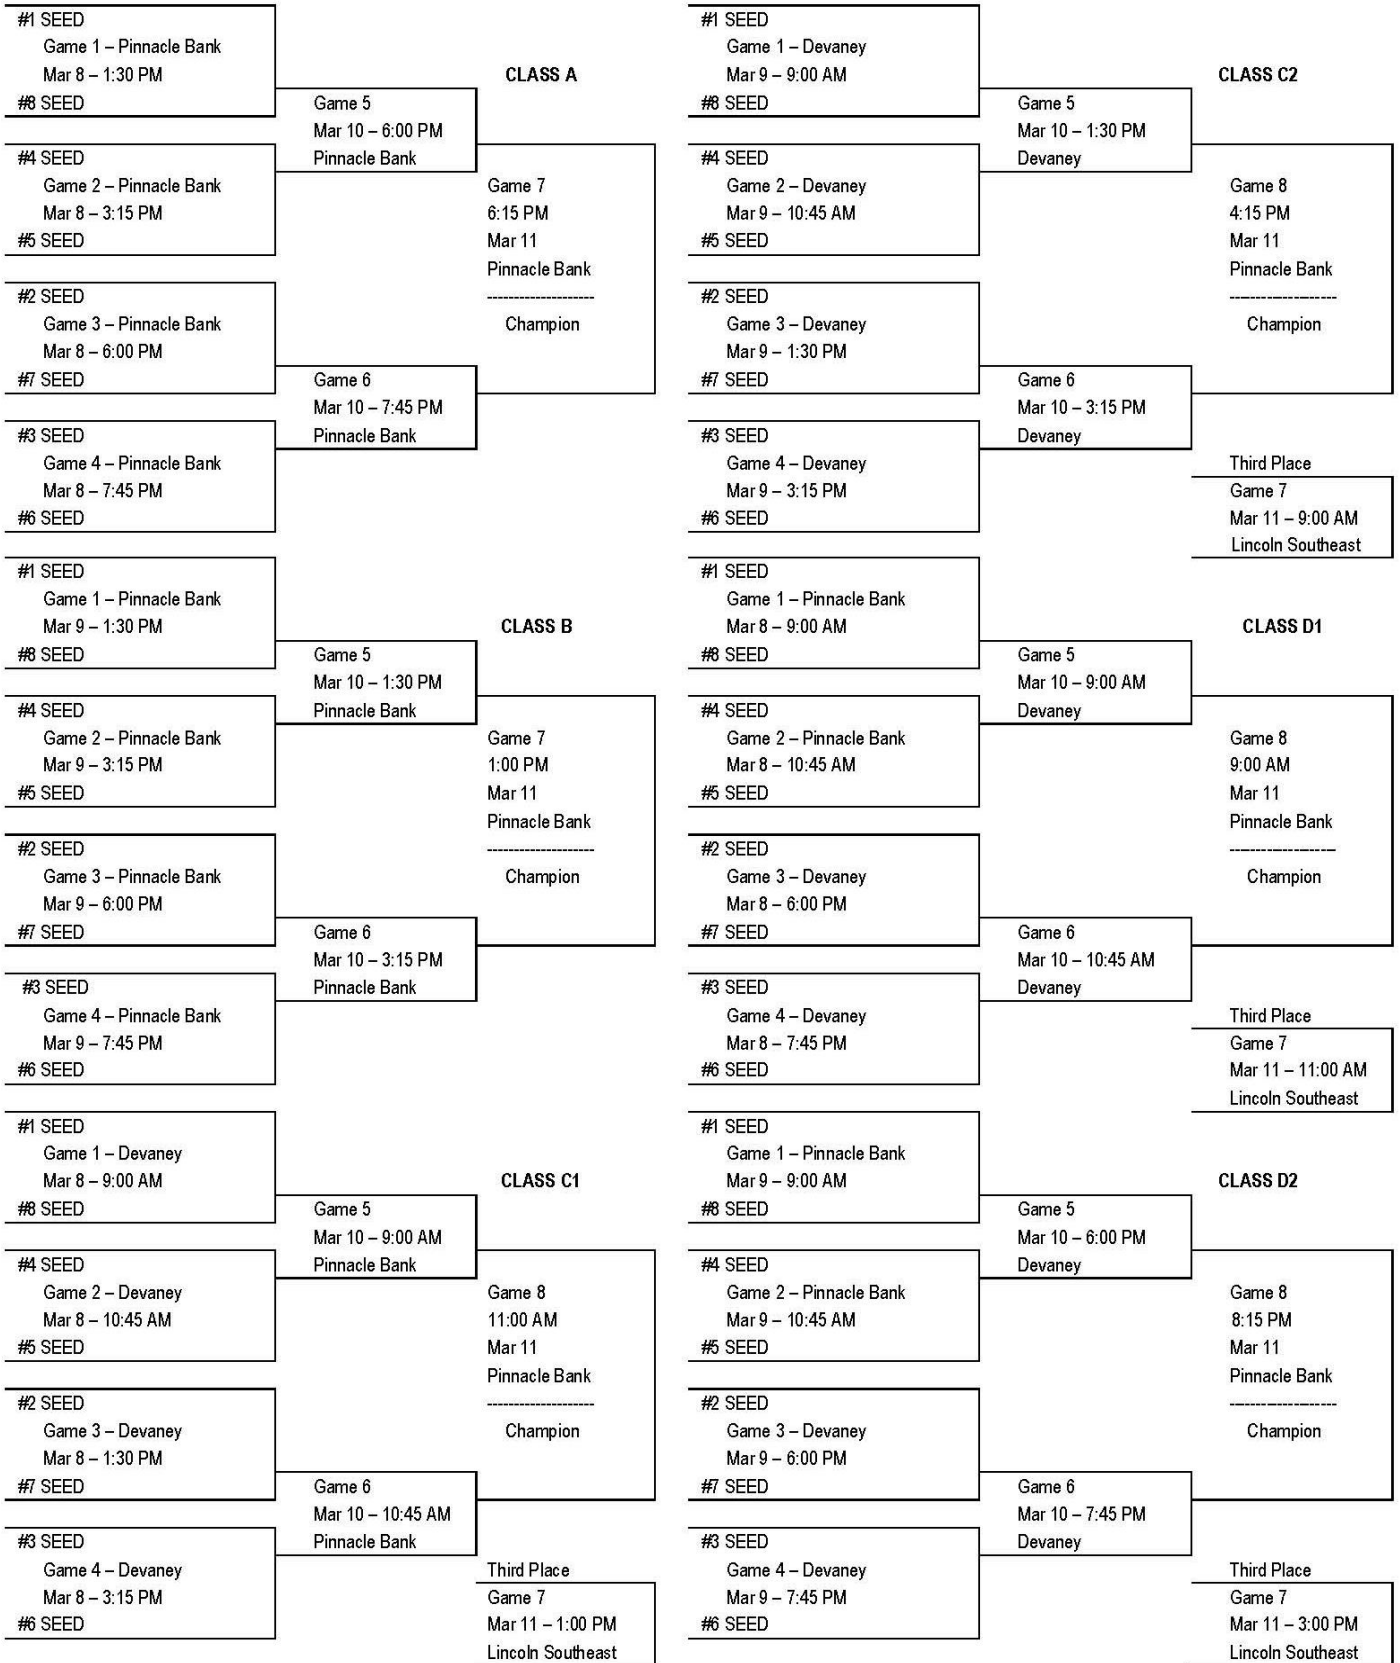 #1 SEED
Game 1 – Pinnacle Bank
Mar 8 – 1:30 PM
#8 SEED
CLASS A
Game 5
Mar 10 – 6:00 PM
Pinnacle Bank
#4 SEED
Game 2 – Pinnacle Bank
Mar 8 – 3:15 PM
#5 SEED
Game 7
6:15 PM
Mar 11
Pinnacle Bank
--------------------
Champion
#2 SEED
Game 3 – Pinnacle Bank
Mar 8 – 6:00 PM
#7 SEED
Game 6
Mar 10 – 7:45 PM
Pinnacle Bank
#3 SEED
Game 4 – Pinnacle Bank
Mar 8 – 7:45 PM
#6 SEED
#1 SEED
Game 1 – Pinnacle Bank
Mar 9 – 1:30 PM
#8 SEED
CLASS B
Game 5
Mar 10 – 1:30 PM
Pinnacle Bank
#4 SEED
Game 2 – Pinnacle Bank
Mar 9 – 3:15 PM
#5 SEED
Game 7
1:00 PM
Mar 11
Pinnacle Bank
--------------------
Champion
#2 SEED
Game 3 – Pinnacle Bank
Mar 9 – 6:00 PM
#7 SEED
Game 6
Mar 10 – 3:15 PM
Pinnacle Bank
#3 SEED
Game 4 – Pinnacle Bank
Mar 9 – 7:45 PM
#6 SEED
#1 SEED
Game 1 – Devaney
Mar 8 – 9:00 AM
#8 SEED
CLASS C1
Game 5
Mar 10 – 9:00 AM
Pinnacle Bank
#4 SEED
Game 2 – Devaney
Mar 8 – 10:45 AM
#5 SEED
Game 8
11:00 AM
Mar 11
Pinnacle Bank
--------------------
Champion
#2 SEED
Game 3 – Devaney
Mar 8 – 1:30 PM
#7 SEED
Game 6
Mar 10 – 10:45 AM
Pinnacle Bank
#3 SEED
Game 4 – Devaney
Mar 8 – 3:15 PM
#6 SEED
Third Place
Game 7
Mar 11 – 1:00 PM
Lincoln Southeast
#1 SEED
Game 1 – Devaney
Mar 9 – 9:00 AM
#8 SEED
CLASS C2
Game 5
Mar 10 – 1:30 PM
Devaney
#4 SEED
Game 2 – Devaney
Mar 9 – 10:45 AM
#5 SEED
Game 8
4:15 PM
Mar 11
Pinnacle Bank
--------------------
Champion
#2 SEED
Game 3 – Devaney
Mar 9 – 1:30 PM
#7 SEED
Game 6
Mar 10 – 3:15 PM
Devaney
#3 SEED
Game 4 – Devaney
Mar 9 – 3:15 PM
#6 SEED
Third Place
Game 7
Mar 11 – 9:00 AM
Lincoln Southeast
#1 SEED
Game 1 – Pinnacle Bank
Mar 8 – 9:00 AM
#8 SEED
CLASS D1
Game 5
Mar 10 – 9:00 AM
Devaney
#4 SEED
Game 2 – Pinnacle Bank
Mar 8 – 10:45 AM
#5 SEED
Game 8
9:00 AM
Mar 11
Pinnacle Bank
--------------------
Champion
#2 SEED
Game 3 – Devaney
Mar 8 – 6:00 PM
#7 SEED
Game 6
Mar 10 – 10:45 AM
Devaney
#3 SEED
Game 4 – Devaney
Mar 8 – 7:45 PM
#6 SEED
Third Place
Game 7
Mar 11 – 11:00 AM
Lincoln Southeast
#1 SEED
Game 1 – Pinnacle Bank
Mar 9 – 9:00 AM
#8 SEED
CLASS D2
Game 5
Mar 10 – 6:00 PM
Devaney
#4 SEED
Game 2 – Pinnacle Bank
Mar 9 – 10:45 AM
#5 SEED
Game 8
8:15 PM
Mar 11
Pinnacle Bank
--------------------
Champion
#2 SEED
Game 3 – Devaney
Mar 9 – 6:00 PM
#7 SEED
Game 6
Mar 10 – 7:45 PM
Devaney
#3 SEED
Game 4 – Devaney
Mar 9 – 7:45 PM
#6 SEED
Third Place
Game 7
Mar 11 – 3:00 PM
Lincoln Southeast